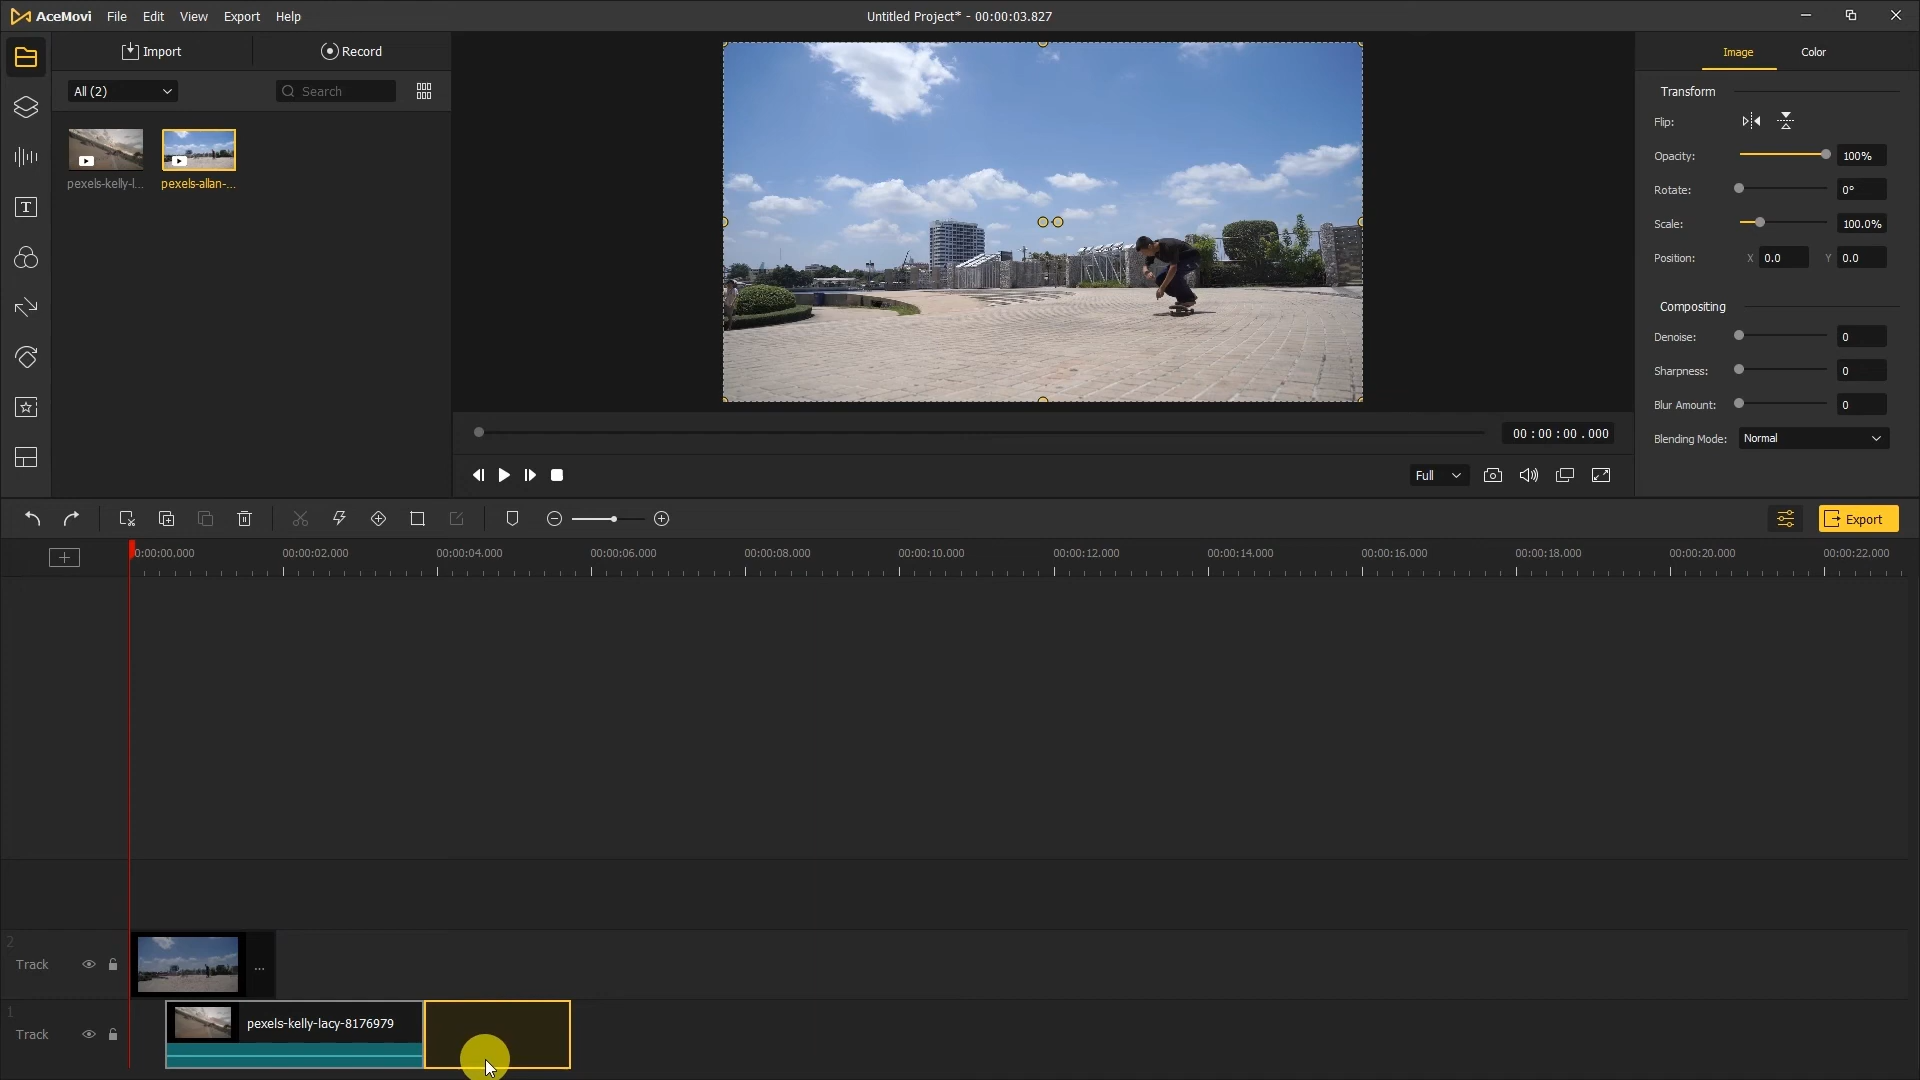 AceMovi File Edit View Export Help Untitled Project* - 00:00:03.827
Import Record
Image Color
All (2) Search
Transform
Flip:
Opacity: 100%
Rotate: 0°
Scale: 100.0%
Position: X 0.0 Y 0.0
pexels-kelly-l... pexels-allan-...
Compositing
Denoise: 0
Sharpness: 0
Blur Amount: 0
Blending Mode: Normal
00:00:00.000
Full
Export
0:00:00.000 00:00:02.000 00:00:04.000 00:00:06.000 00:00:08.000 00:00:10.000 00:00:12.000 00:00:14.000 00:00:16.000 00:00:18.000 00:00:20.000 00:00:22.000
2
Track ...
1
Track pexels-kelly-lacy-8176979